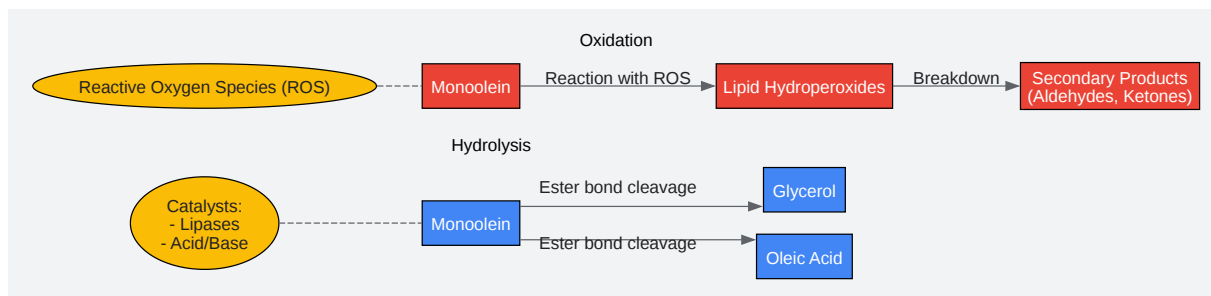 Oxidation
Reactive Oxygen Species (ROS)
Monoolein
Reaction with ROS
Lipid Hydroperoxides
Breakdown
Secondary Products
(Aldehydes, Ketones)
Hydrolysis
Catalysts:
- Lipases
- Acid/Base
Monoolein
Ester bond cleavage
Glycerol
Ester bond cleavage
Oleic Acid